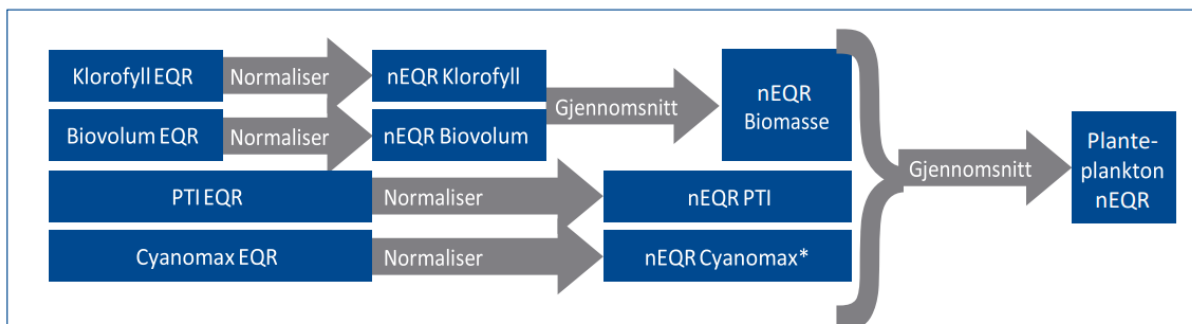 Klorofyll EQR
Normaliser
nEQR Klorofyll
Biovolum EQR
Normaliser
nEQR Biovolum
Gjennomsnitt
nEQR
Biomasse
PTI EQR
Normaliser
nEQR PTI
Cyanomax EQR
Normaliser
nEQR Cyanomax*
Gjennomsnitt
Plante-
plankton
nEQR